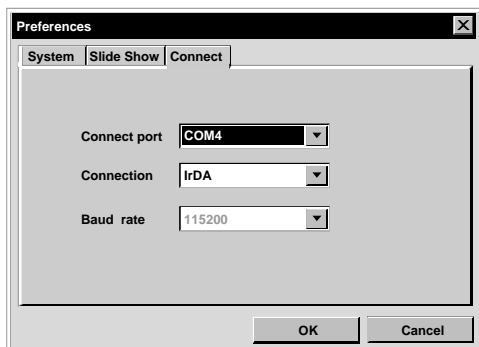 Preferences
System Slide Show Connect
Connect port COM4
Connection IrDA
Baud rate 115200
OK Cancel